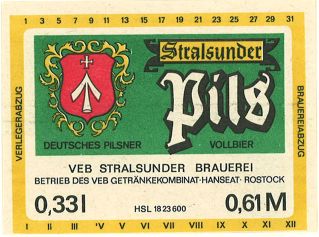 1 3 5 7 9 11 13 15 17 19 21 23 25 27 29 31
VERLEGERABZUG
BRAUEREIABZUG
Stralsunder
Pils
DEUTSCHES PILSNER
VOLLBIER
VEB STRALSUNDER BRAUEREI
BETRIEB DES VEB GETRÄNKEKOMBINAT·HANSEAT· ROSTOCK
0,33 l
HSL 18 23 600
0,61 M
I II III IV V VI VII VIII IX X XI XII